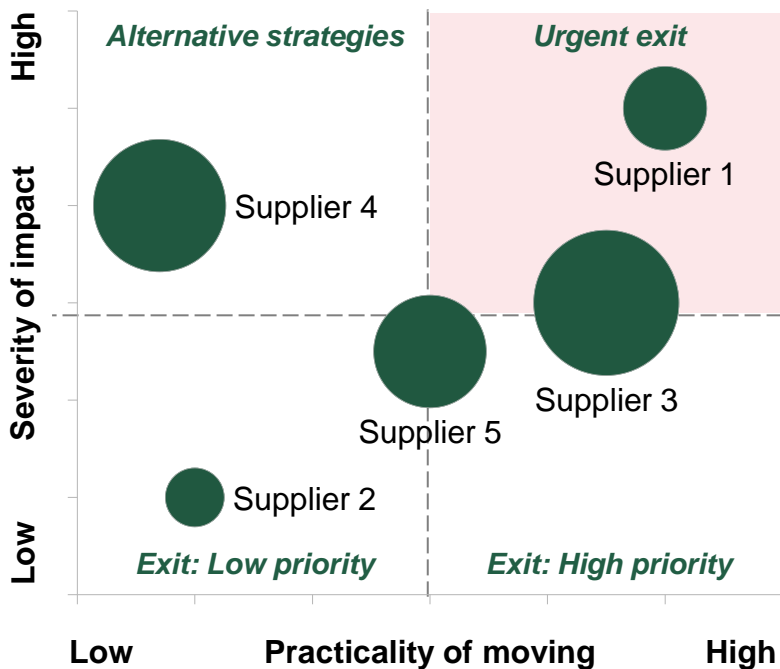 High
Alternative strategies
Urgent exit
Supplier 1
Supplier 4
Severity of impact
Supplier 3
Supplier 5
Supplier 2
Low
Exit: Low priority
Exit: High priority
Low
Practicality of moving
High